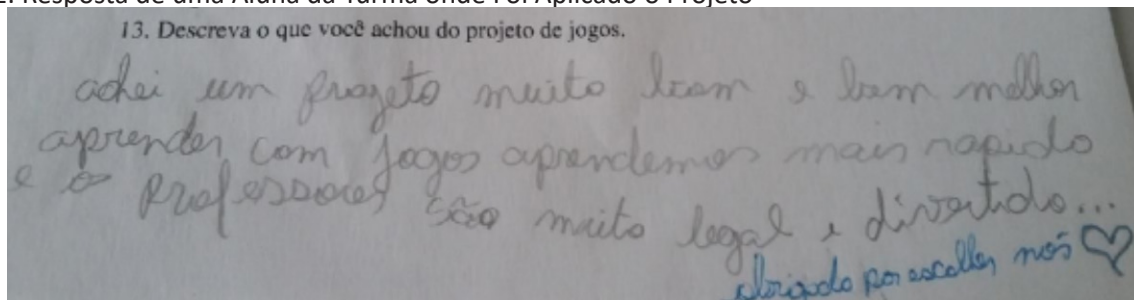 2. Resposta de uma Aluna da Turma onde Foi Aplicado o Projeto
13. Descreva o que você achou do projeto de jogos.
achei um progeto muito bom e bem melhor
aprender com jogos aprendemos mais rapido
e o professores são muito legal e divertido...
obrigado por escolher nós ♡